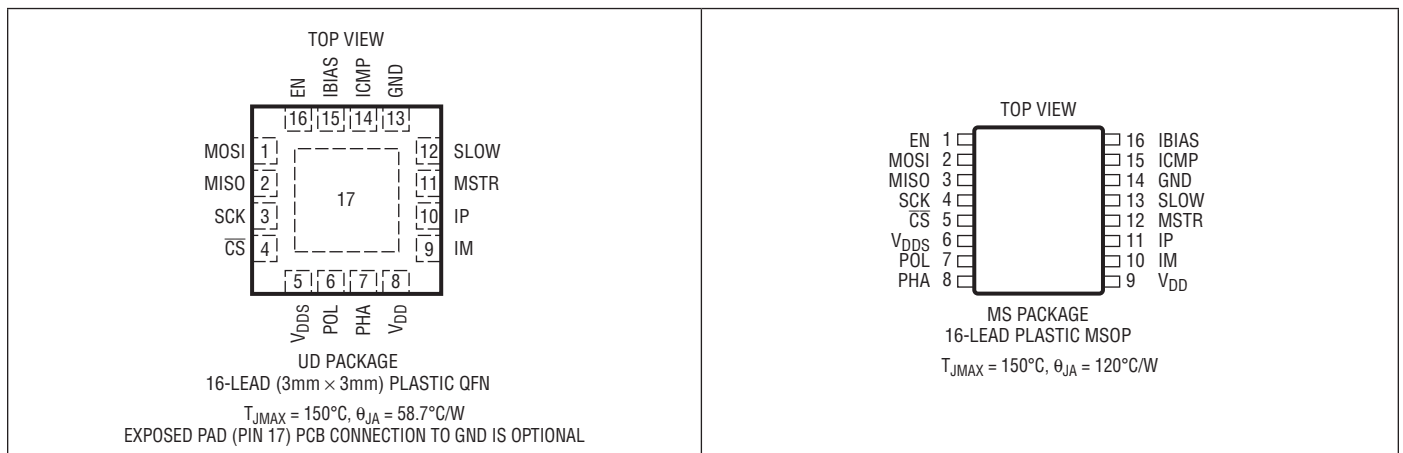 TOP VIEW
EN IBIAS ICMP GND
16 15 14 13
MOSI 1 12 SLOW
MISO 2 11 MSTR
17
SCK 3 10 IP
C̅S̅ 4 9 IM
5 6 7 8
VDDS POL PHA VDD
UD PACKAGE
16-LEAD (3mm × 3mm) PLASTIC QFN
TJMAX = 150°C, θJA = 58.7°C/W
EXPOSED PAD (PIN 17) PCB CONNECTION TO GND IS OPTIONAL
TOP VIEW
EN 1 16 IBIAS
MOSI 2 15 ICMP
MISO 3 14 GND
SCK 4 13 SLOW
C̅S̅ 5 12 MSTR
VDDS 6 11 IP
POL 7 10 IM
PHA 8 9 VDD
MS PACKAGE
16-LEAD PLASTIC MSOP
TJMAX = 150°C, θJA = 120°C/W